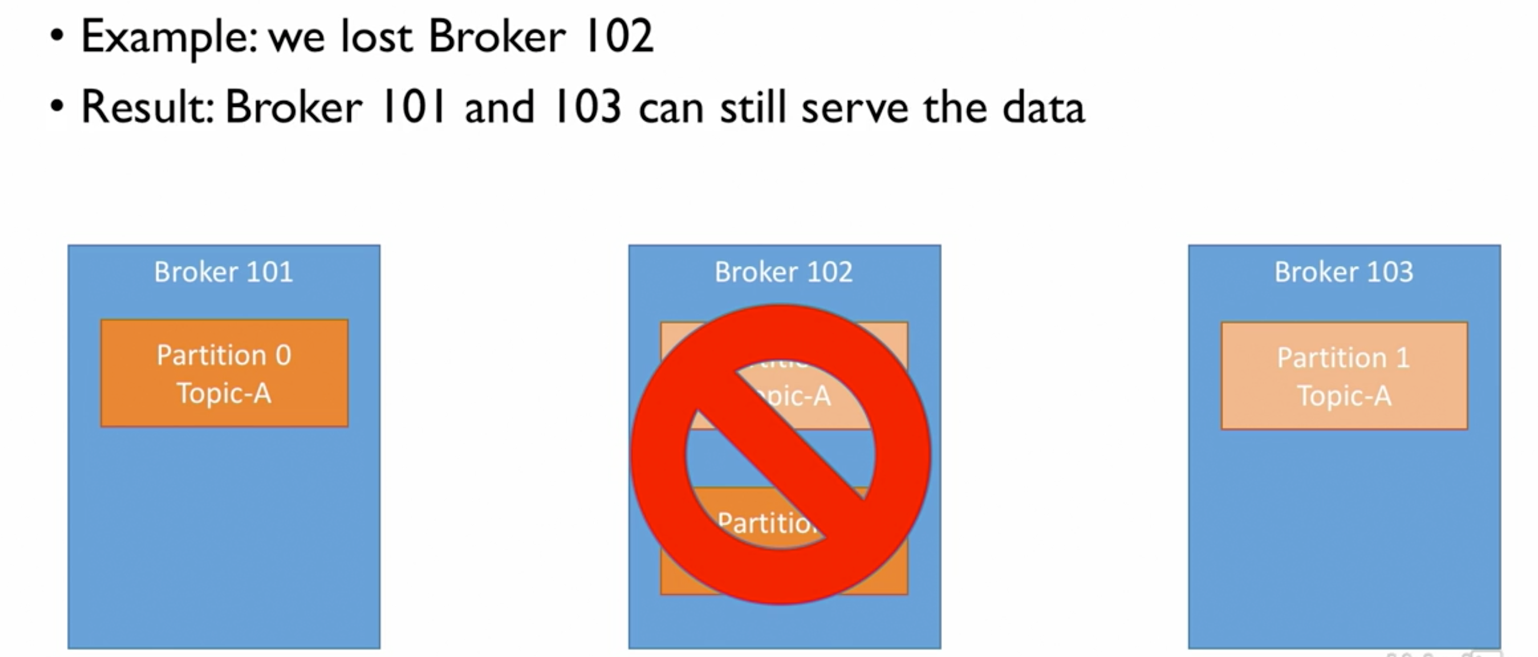 • Example: we lost Broker 102
• Result: Broker 101 and 103 can still serve the data
Broker 101
Partition 0
Topic-A
Broker 102
Broker 103
Partition 1
Topic-A